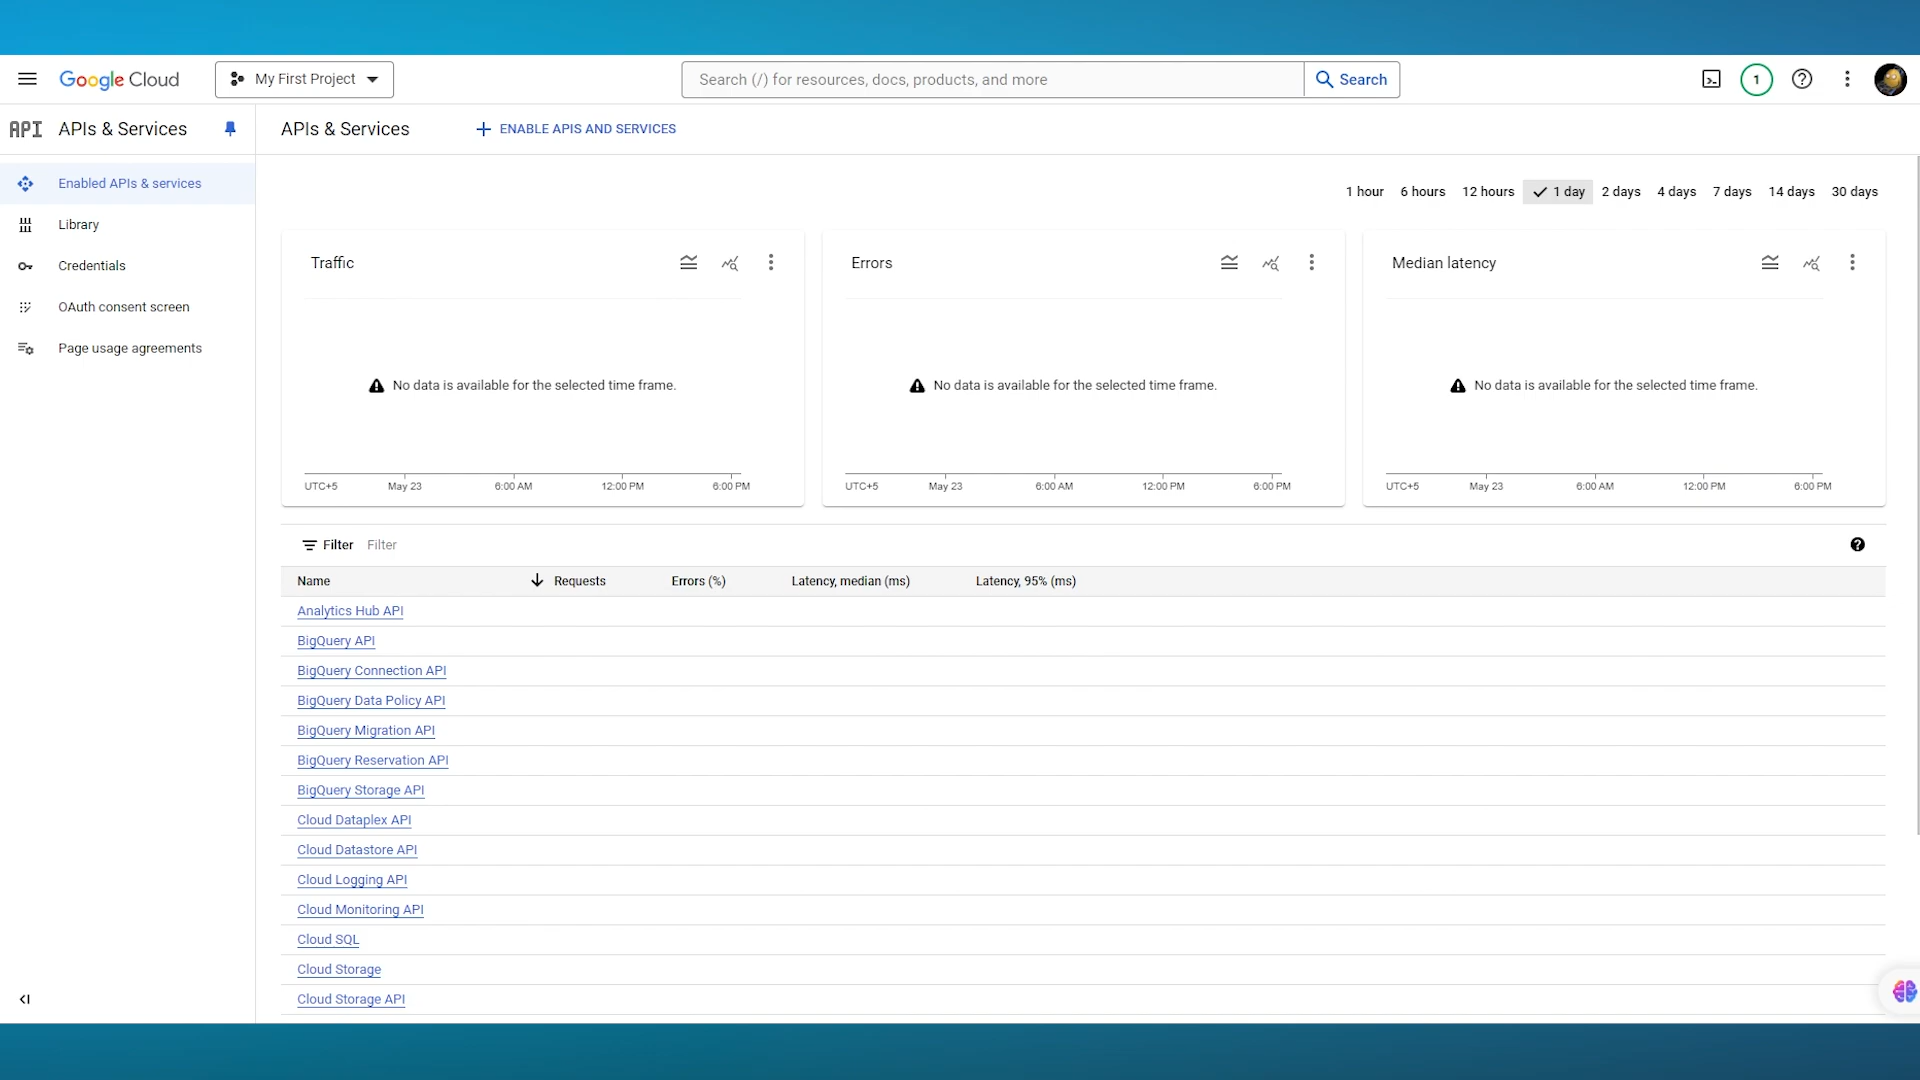 Google Cloud
My First Project
Search (/) for resources, docs, products, and more
Search
1
API APIs & Services
APIs & Services
ENABLE APIS AND SERVICES
Enabled APIs & services
Library
Credentials
OAuth consent screen
Page usage agreements
1 hour 6 hours 12 hours 1 day 2 days 4 days 7 days 14 days 30 days
Traffic
No data is available for the selected time frame.
UTC+5 May 23 6:00 AM 12:00 PM 6:00 PM
Errors
No data is available for the selected time frame.
UTC+5 May 23 6:00 AM 12:00 PM 6:00 PM
Median latency
No data is available for the selected time frame.
UTC+5 May 23 6:00 AM 12:00 PM 6:00 PM
Filter Filter
Name Requests Errors (%) Latency, median (ms) Latency, 95% (ms)
Analytics Hub API
BigQuery API
BigQuery Connection API
BigQuery Data Policy API
BigQuery Migration API
BigQuery Reservation API
BigQuery Storage API
Cloud Dataplex API
Cloud Datastore API
Cloud Logging API
Cloud Monitoring API
Cloud SQL
Cloud Storage
Cloud Storage API